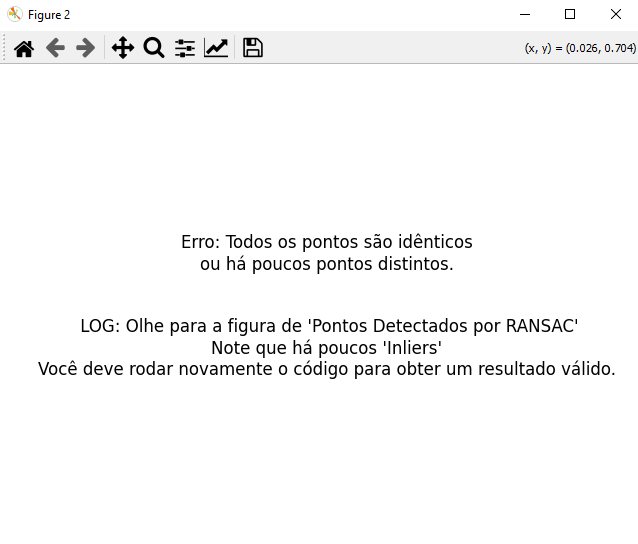 Figure 2
(x, y) = (0.026, 0.704)
Erro: Todos os pontos são idênticos
ou há poucos pontos distintos.
LOG: Olhe para a figura de 'Pontos Detectados por RANSAC'
Note que há poucos 'Inliers'
Você deve rodar novamente o código para obter um resultado válido.